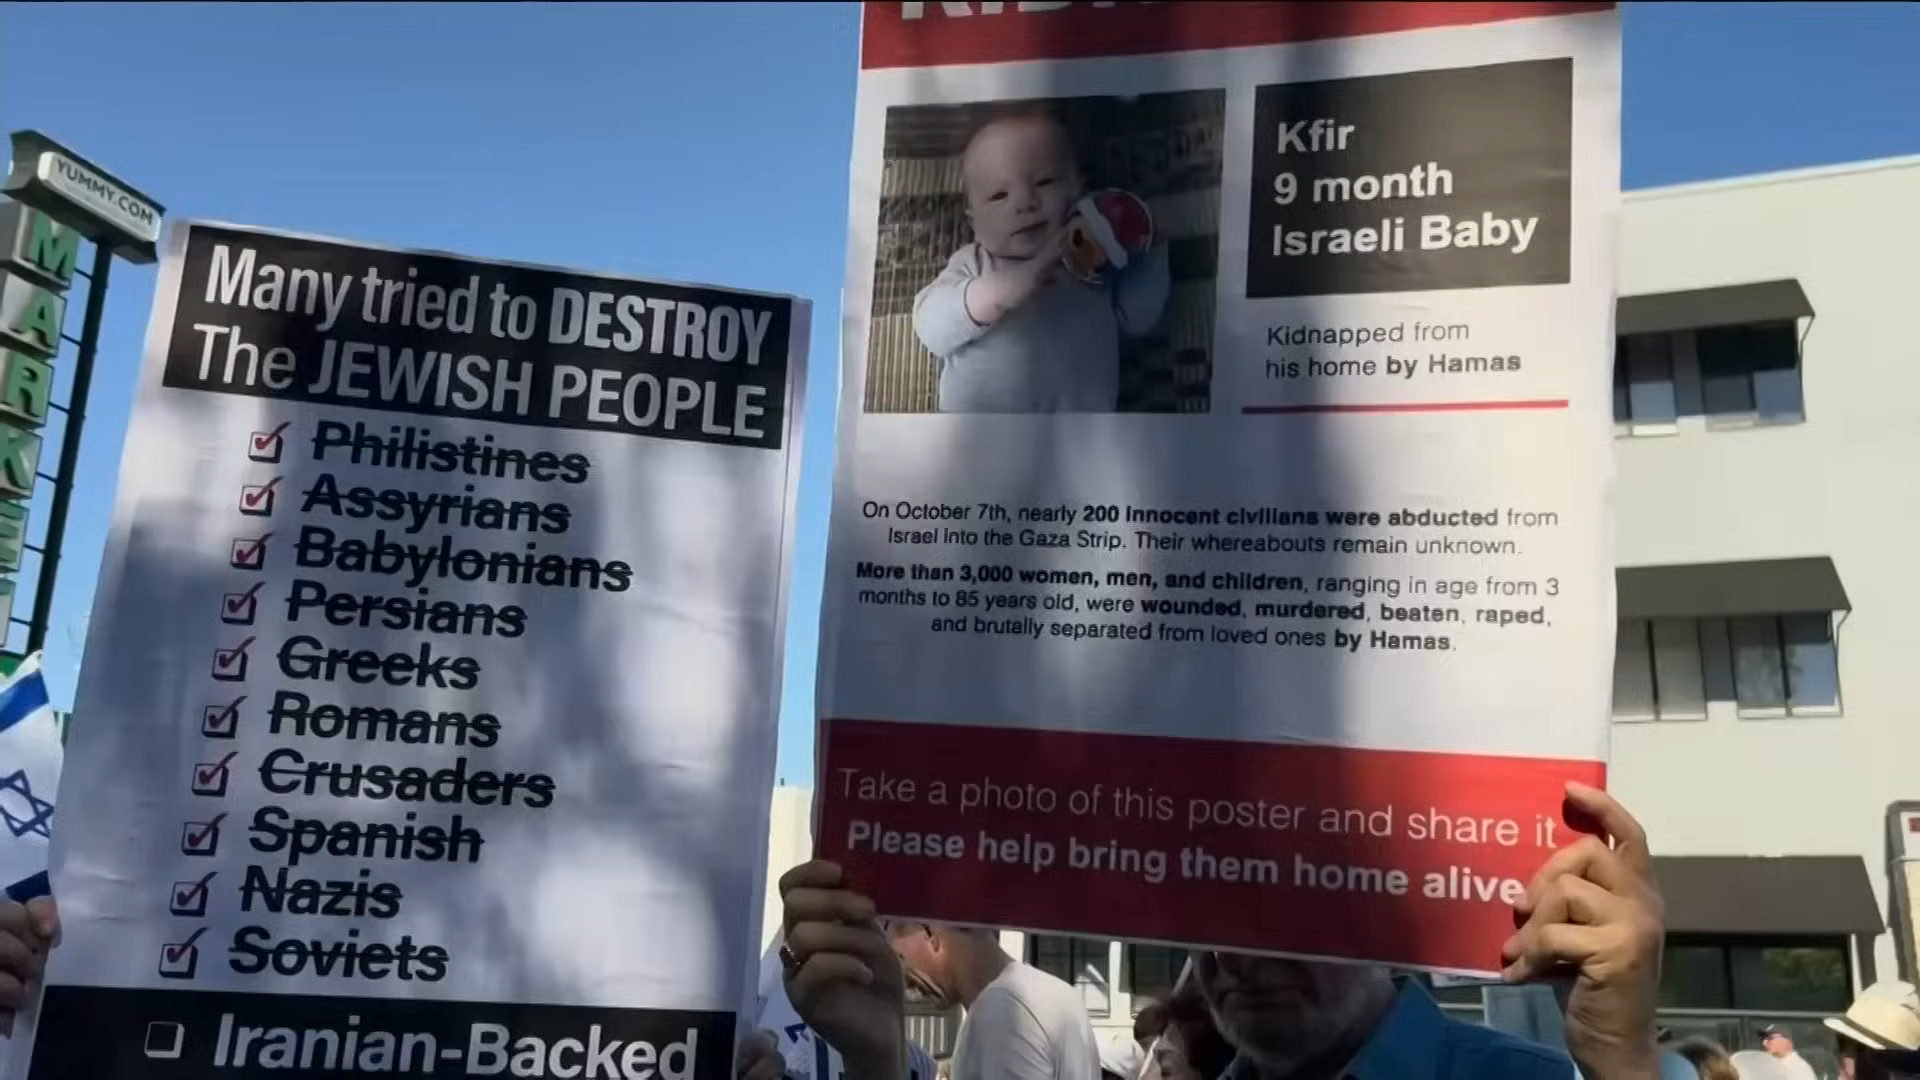 YUMMY.COM
MARKET
Many tried to DESTROY
The JEWISH PEOPLE
Philistines
Assyrians
Babylonians
Persians
Greeks
Romans
Crusaders
Spanish
Nazis
Soviets
Iranian-Backed
Kfir
9 month
Israeli Baby
Kidnapped from
his home by Hamas
On October 7th, nearly 200 innocent civilians were abducted from
Israel into the Gaza Strip. Their whereabouts remain unknown.
More than 3,000 women, men, and children, ranging in age from 3
months to 85 years old, were wounded, murdered, beaten, raped,
and brutally separated from loved ones by Hamas.
Take a photo of this poster and share it
Please help bring them home alive